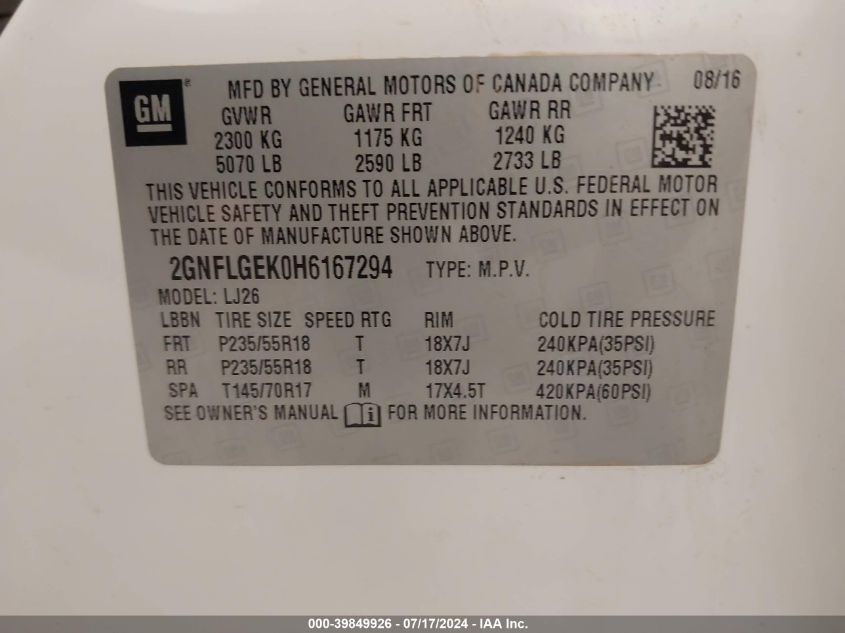 GM ® MFD BY GENERAL MOTORS OF CANADA COMPANY 08/16
GVWR GAWR FRT GAWR RR
2300 KG 1175 KG 1240 KG
5070 LB 2590 LB 2733 LB
THIS VEHICLE CONFORMS TO ALL APPLICABLE U.S. FEDERAL MOTOR
VEHICLE SAFETY AND THEFT PREVENTION STANDARDS IN EFFECT ON
THE DATE OF MANUFACTURE SHOWN ABOVE.
2GNFLGEK0H6167294 TYPE: M.P.V.
MODEL: LJ26
LBBN TIRE SIZE SPEED RTG RIM COLD TIRE PRESSURE
FRT P235/55R18 T 18X7J 240KPA(35PSI)
RR P235/55R18 T 18X7J 240KPA(35PSI)
SPA T145/70R17 M 17X4.5T 420KPA(60PSI)
SEE OWNER'S MANUAL i FOR MORE INFORMATION.
000-39849926 - 07/17/2024 - IAA Inc.